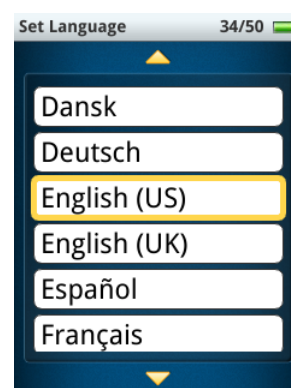 Set Language 34/50
Dansk
Deutsch
English (US)
English (UK)
Español
Français